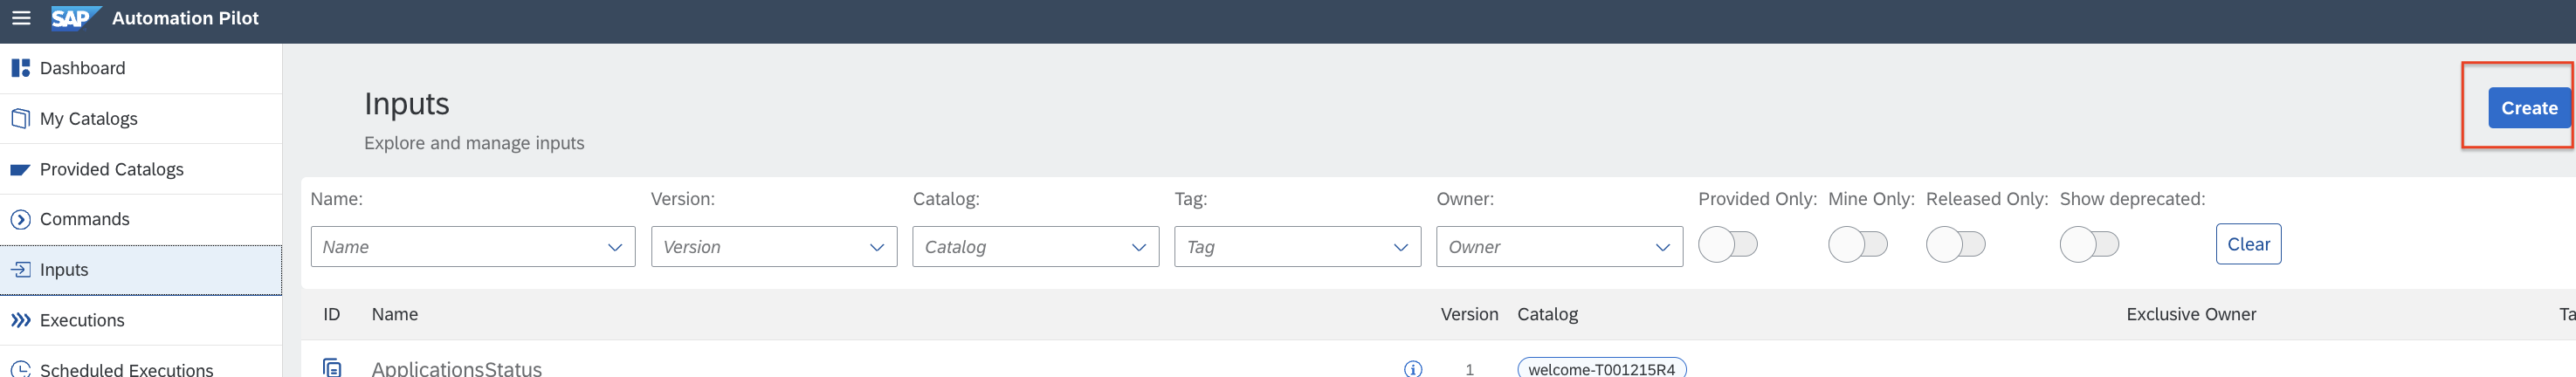 SAP Automation Pilot
Dashboard
My Catalogs
Provided Catalogs
Commands
Inputs
Executions
Scheduled Executions
Inputs
Explore and manage inputs
Create
Name: Version: Catalog: Tag: Owner: Provided Only: Mine Only: Released Only: Show deprecated:
Name Version Catalog Tag Owner Clear
ID Name Version Catalog Exclusive Owner Ta
ApplicationsStatus 1 welcome-T001215R4